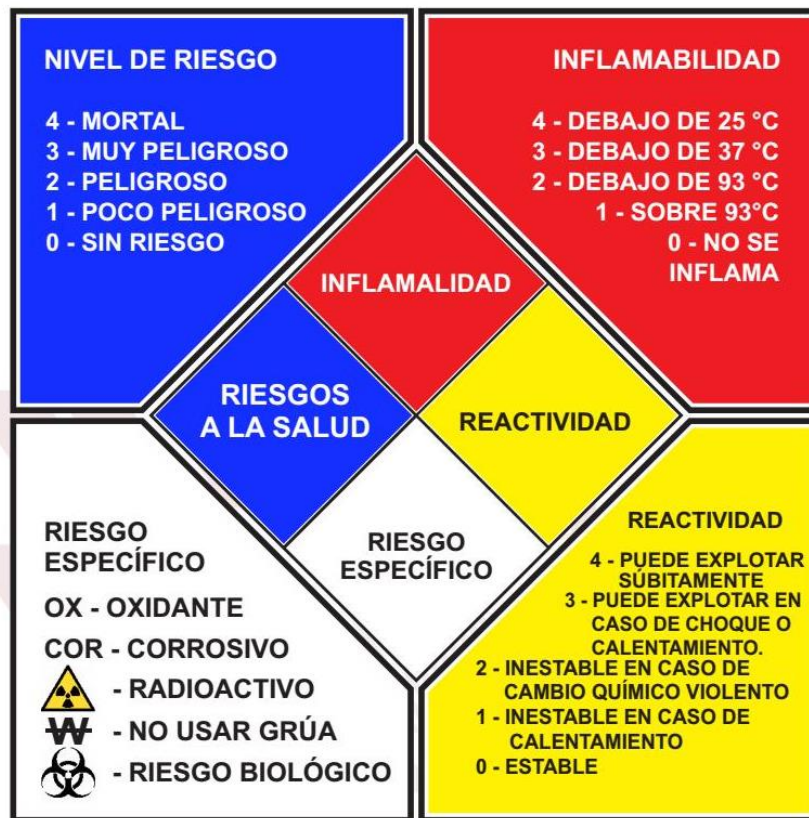 NIVEL DE RIESGO
4 - MORTAL
3 - MUY PELIGROSO
2 - PELIGROSO
1 - POCO PELIGROSO
0 - SIN RIESGO
INFLAMABILIDAD
4 - DEBAJO DE 25 °C
3 - DEBAJO DE 37 °C
2 - DEBAJO DE 93 °C
1 - SOBRE 93°C
0 - NO SE
INFLAMA
INFLAMALIDAD
RIESGOS
A LA SALUD
REACTIVIDAD
RIESGO
ESPECÍFICO
RIESGO
ESPECÍFICO
OX - OXIDANTE
COR - CORROSIVO
- RADIOACTIVO
W - NO USAR GRÚA
- RIESGO BIOLÓGICO
REACTIVIDAD
4 - PUEDE EXPLOTAR
SÚBITAMENTE
3 - PUEDE EXPLOTAR EN
CASO DE CHOQUE O
CALENTAMIENTO.
2 - INESTABLE EN CASO DE
CAMBIO QUÍMICO VIOLENTO
1 - INESTABLE EN CASO DE
CALENTAMIENTO
0 - ESTABLE